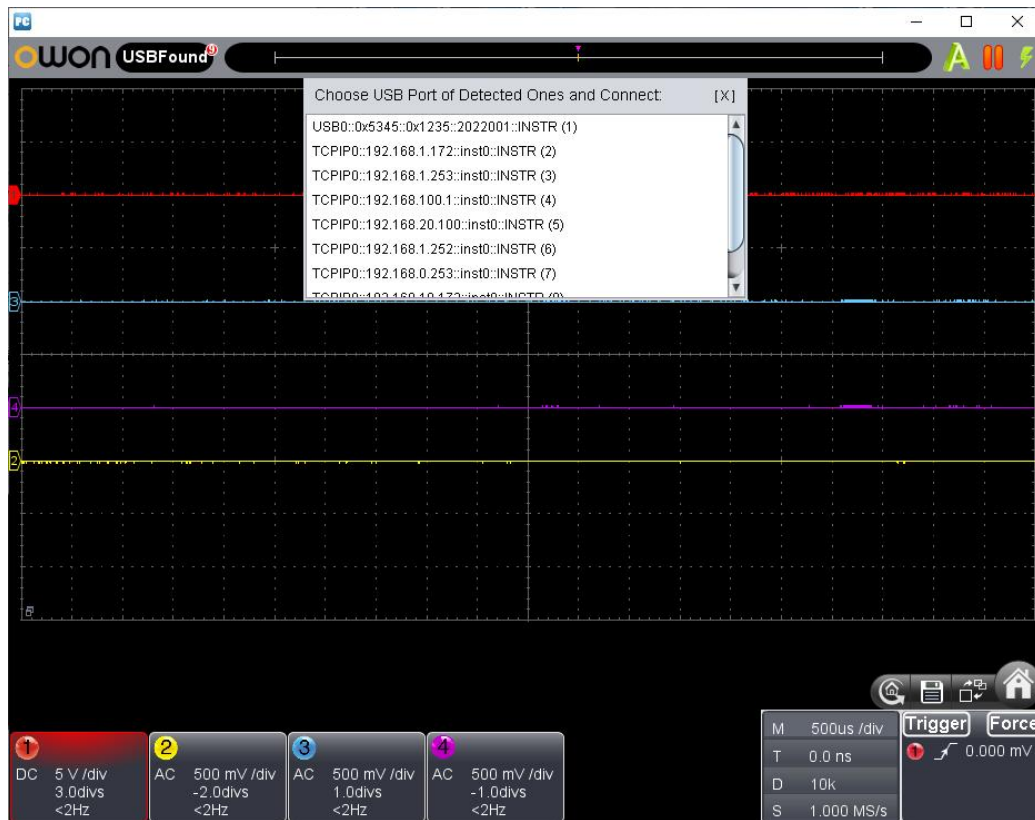 PC
OWON USBFound 9
A
Choose USB Port of Detected Ones and Connect: [X]
USB0::0x5345::0x1235::2022001::INSTR (1)
TCPIP0::192.168.1.172::inst0::INSTR (2)
TCPIP0::192.168.1.253::inst0::INSTR (3)
TCPIP0::192.168.100.1::inst0::INSTR (4)
TCPIP0::192.168.20.100::inst0::INSTR (5)
TCPIP0::192.168.1.252::inst0::INSTR (6)
TCPIP0::192.168.0.253::inst0::INSTR (7)
3
4
2
1
DC 5 V /div
3.0divs
<2Hz
2
AC 500 mV /div
-2.0divs
<2Hz
3
AC 500 mV /div
1.0divs
<2Hz
4
AC 500 mV /div
-1.0divs
<2Hz
M 500us /div
T 0.0 ns
D 10k
S 1.000 MS/s
Trigger Force
1 0.000 mV